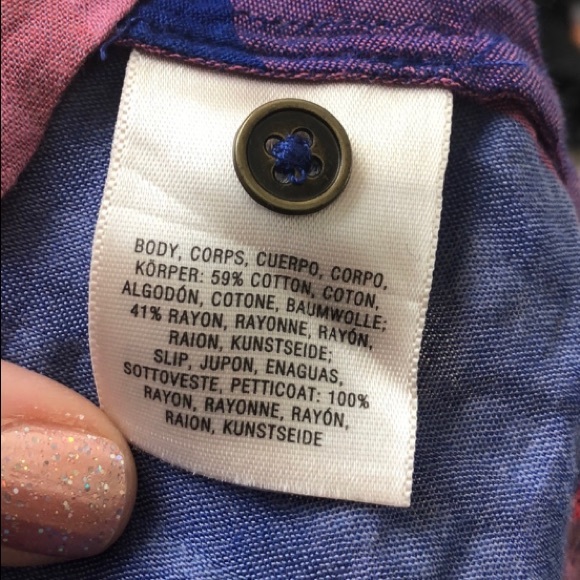 BODY, CORPS, CUERPO, CORPO,
KÖRPER: 59% COTTON, COTON,
ALGODÓN, COTONE, BAUMWOLLE;
41% RAYON, RAYONNE, RAYÓN,
RAION, KUNSTSEIDE;
SLIP, JUPON, ENAGUAS,
SOTTOVESTE, PETTICOAT: 100%
RAYON, RAYONNE, RAYÓN,
RAION, KUNSTSEIDE